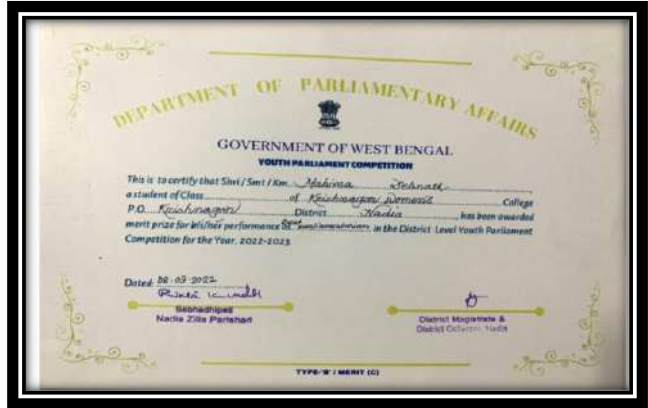 DEPARTMENT OF PARLIAMENTARY AFFAIRS
GOVERNMENT OF WEST BENGAL
YOUTH PARLIAMENT COMPETITION
This is to certify that Shri / Smt / Km. Mahima Debnath
a student of Class of Krishnagar Women's College
P.O. Krishnagar District Nadia, has been awarded
merit prize for his/her performance in the District Level Youth Parliament
Competition for the Year, 2022-2023
Dated: 08-09-2022
Sabhadhipati
Nadia Zilla Parishad
District Magistrate &
District Collector, Nadia
TYPE-'B' / MERIT (C)